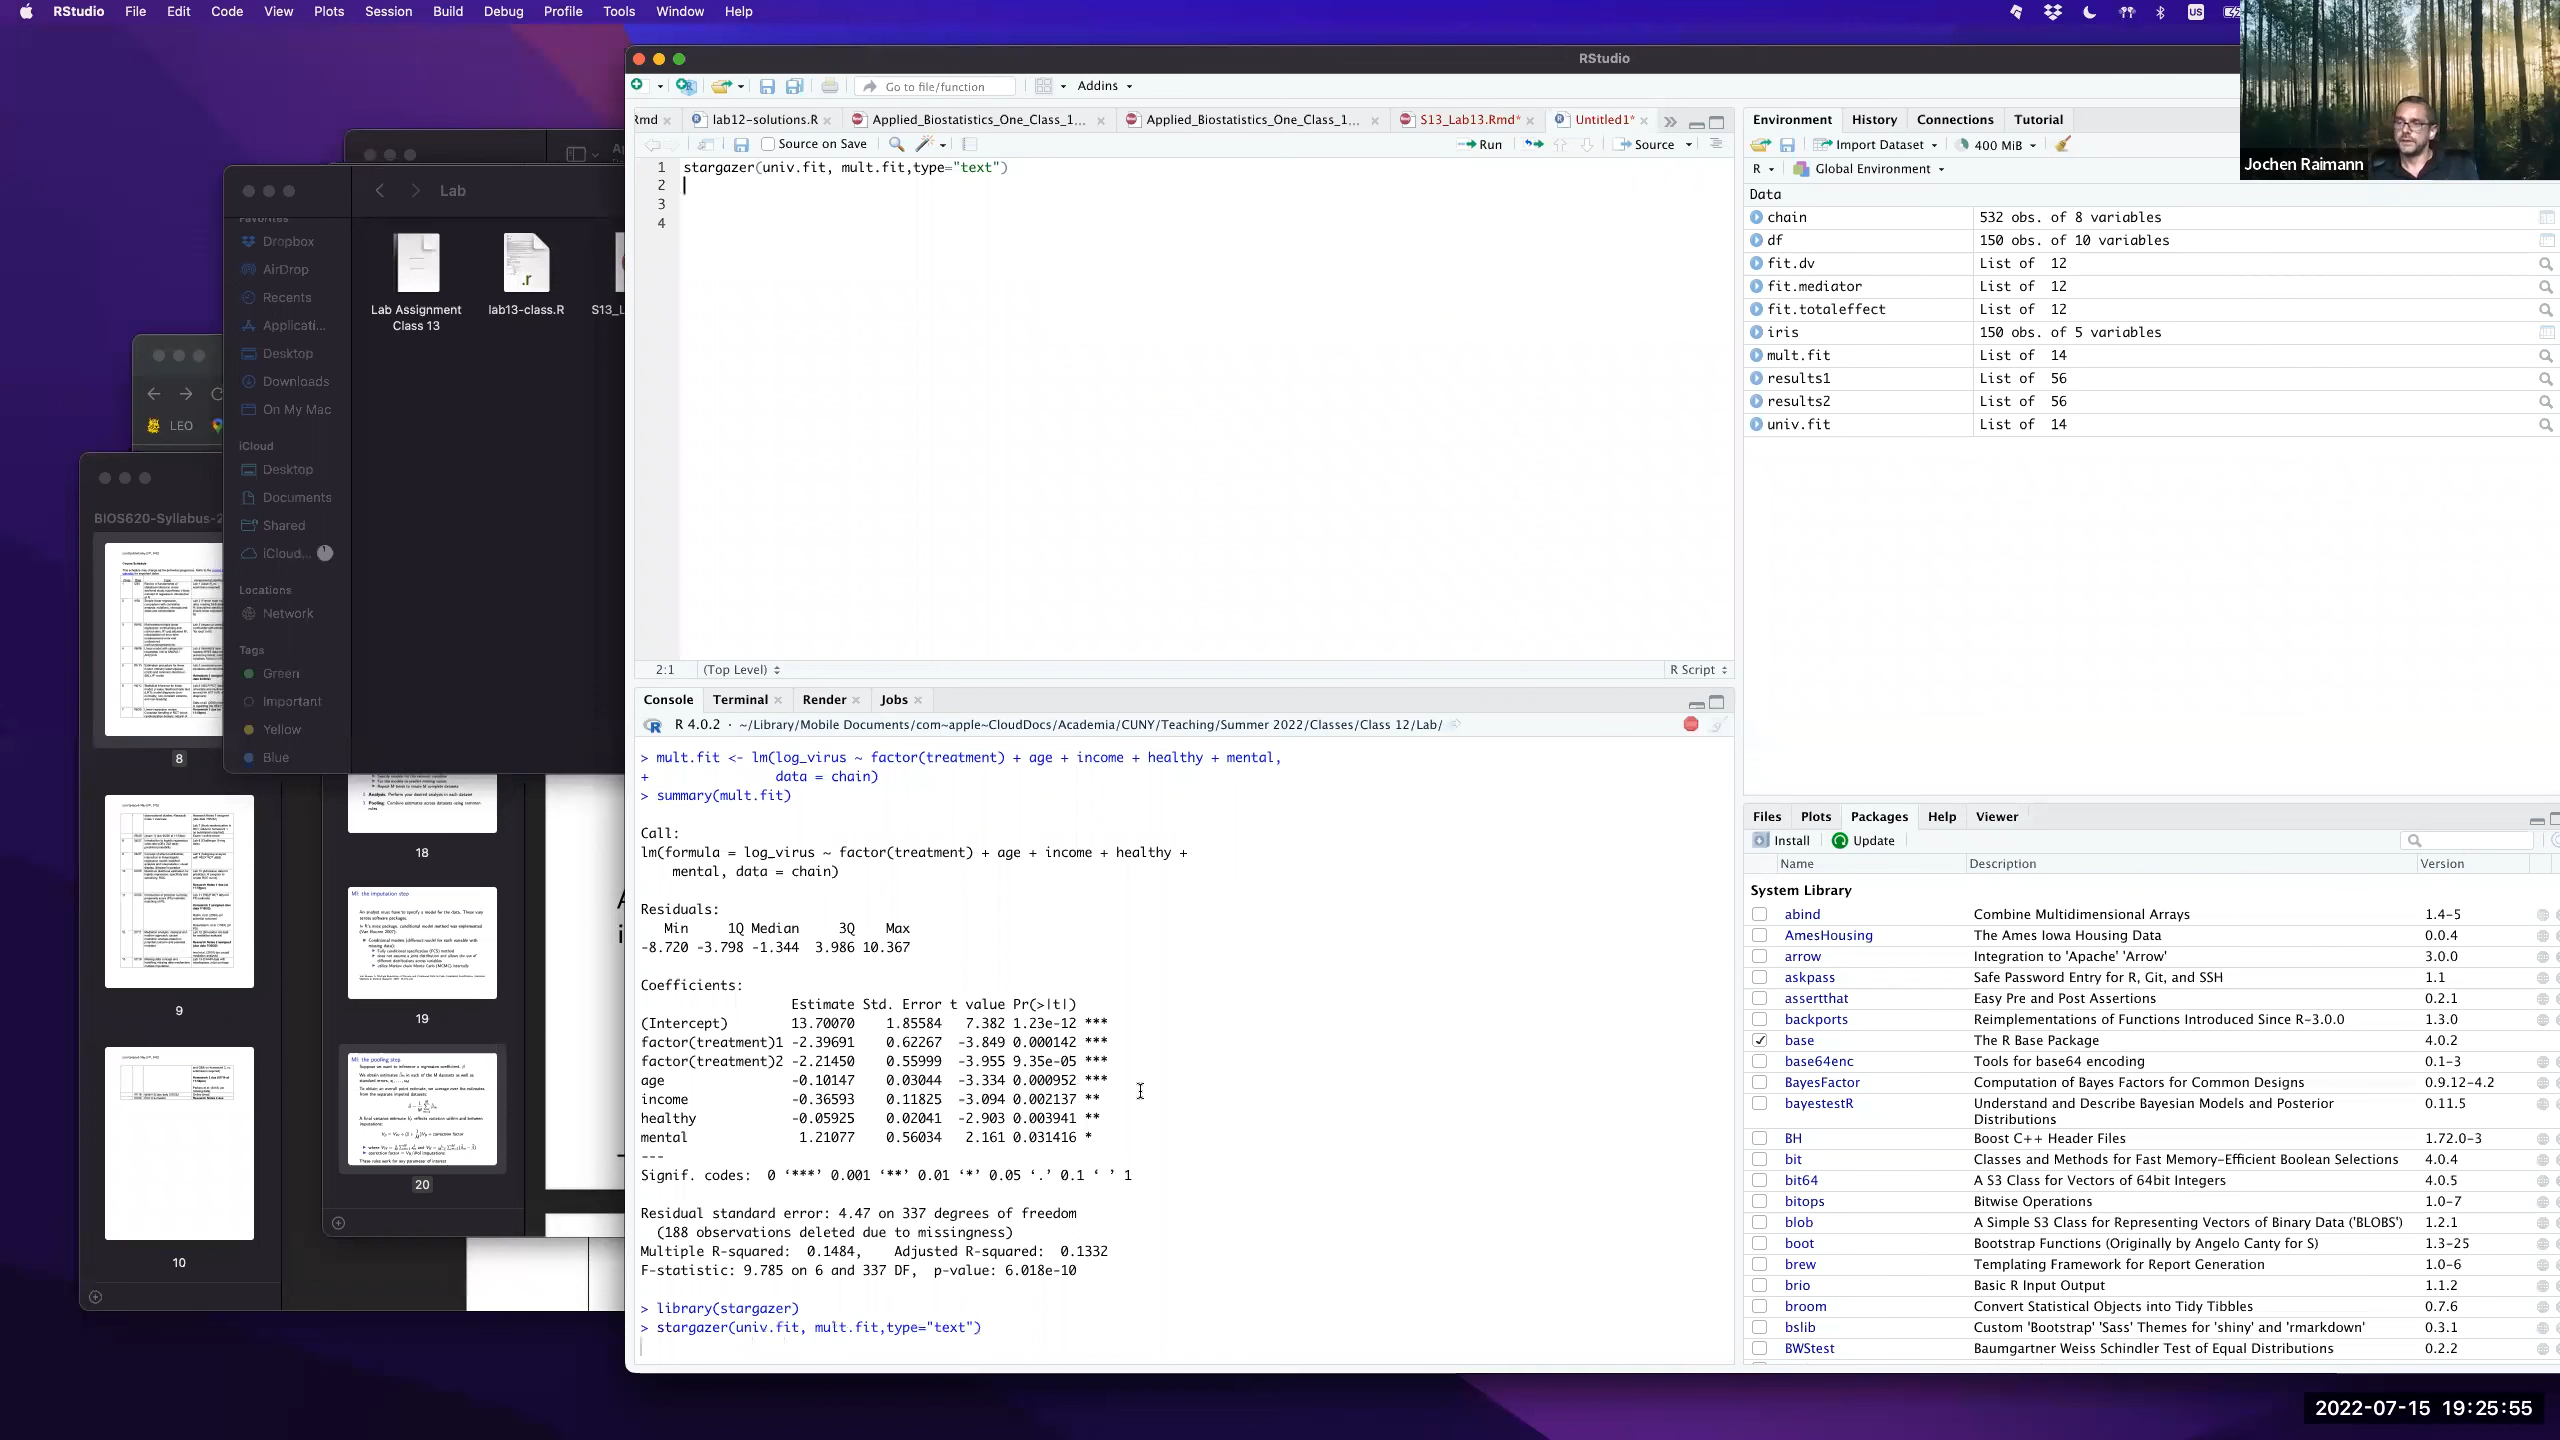 RStudio File Edit Code View Plots Session Build Debug Profile Tools Window Help
US
Jochen Raimann
Lab
Favorites
Dropbox
AirDrop
Recents
Applicati...
Desktop
Downloads
On My Mac
iCloud
Desktop
Documents
Shared
iCloud...
Locations
Network
Tags
Green
Important
Yellow
Blue
Lab Assignment
Class 13
.r
lab13-class.R
S13_L
LEO
BIOS620-Syllabus-2
8
9
10
18
MI: the imputation step
19
MI: the pooling step
20
RStudio
Go to file/function
Addins
Rmd
lab12-solutions.R
Applied_Biostatistics_One_Class_1...
Applied_Biostatistics_One_Class_1...
S13_Lab13.Rmd*
Untitled1*
Source on Save
Run
Source
1 stargazer(univ.fit, mult.fit,type="text")
2
3
4
2:1 (Top Level) R Script
Console Terminal Render Jobs
R 4.0.2 · ~/Library/Mobile Documents/com~apple~CloudDocs/Academia/CUNY/Teaching/Summer 2022/Classes/Class 12/Lab/
> mult.fit <- lm(log_virus ~ factor(treatment) + age + income + healthy + mental,
+ data = chain)
> summary(mult.fit)
Call:
lm(formula = log_virus ~ factor(treatment) + age + income + healthy +
mental, data = chain)
Residuals:
Min 1Q Median 3Q Max
-8.720 -3.798 -1.344 3.986 10.367
Coefficients:
Estimate Std. Error t value Pr(>|t|)
(Intercept) 13.70070 1.85584 7.382 1.23e-12 ***
factor(treatment)1 -2.39691 0.62267 -3.849 0.000142 ***
factor(treatment)2 -2.21450 0.55999 -3.955 9.35e-05 ***
age -0.10147 0.03044 -3.334 0.000952 ***
income -0.36593 0.11825 -3.094 0.002137 **
healthy -0.05925 0.02041 -2.903 0.003941 **
mental 1.21077 0.56034 2.161 0.031416 *
---
Signif. codes: 0 ‘***’ 0.001 ‘**’ 0.01 ‘*’ 0.05 ‘.’ 0.1 ‘ ’ 1
Residual standard error: 4.47 on 337 degrees of freedom
(188 observations deleted due to missingness)
Multiple R-squared: 0.1484, Adjusted R-squared: 0.1332
F-statistic: 9.785 on 6 and 337 DF, p-value: 6.018e-10
> library(stargazer)
> stargazer(univ.fit, mult.fit,type="text")
Environment History Connections Tutorial
Import Dataset 400 MiB
R Global Environment
Data
chain 532 obs. of 8 variables
df 150 obs. of 10 variables
fit.dv List of 12
fit.mediator List of 12
fit.totaleffect List of 12
iris 150 obs. of 5 variables
mult.fit List of 14
results1 List of 56
results2 List of 56
univ.fit List of 14
Files Plots Packages Help Viewer
Install Update
Name Description Version
System Library
abind Combine Multidimensional Arrays 1.4-5
AmesHousing The Ames Iowa Housing Data 0.0.4
arrow Integration to 'Apache' 'Arrow' 3.0.0
askpass Safe Password Entry for R, Git, and SSH 1.1
assertthat Easy Pre and Post Assertions 0.2.1
backports Reimplementations of Functions Introduced Since R-3.0.0 1.3.0
base The R Base Package 4.0.2
base64enc Tools for base64 encoding 0.1-3
BayesFactor Computation of Bayes Factors for Common Designs 0.9.12-4.2
bayestestR Understand and Describe Bayesian Models and Posterior 0.11.5
Distributions
BH Boost C++ Header Files 1.72.0-3
bit Classes and Methods for Fast Memory-Efficient Boolean Selections 4.0.4
bit64 A S3 Class for Vectors of 64bit Integers 4.0.5
bitops Bitwise Operations 1.0-7
blob A Simple S3 Class for Representing Vectors of Binary Data ('BLOBS') 1.2.1
boot Bootstrap Functions (Originally by Angelo Canty for S) 1.3-25
brew Templating Framework for Report Generation 1.0-6
brio Basic R Input Output 1.1.2
broom Convert Statistical Objects into Tidy Tibbles 0.7.6
bslib Custom 'Bootstrap' 'Sass' Themes for 'shiny' and 'rmarkdown' 0.3.1
BWStest Baumgartner Weiss Schindler Test of Equal Distributions 0.2.2
2022-07-15 19:25:55